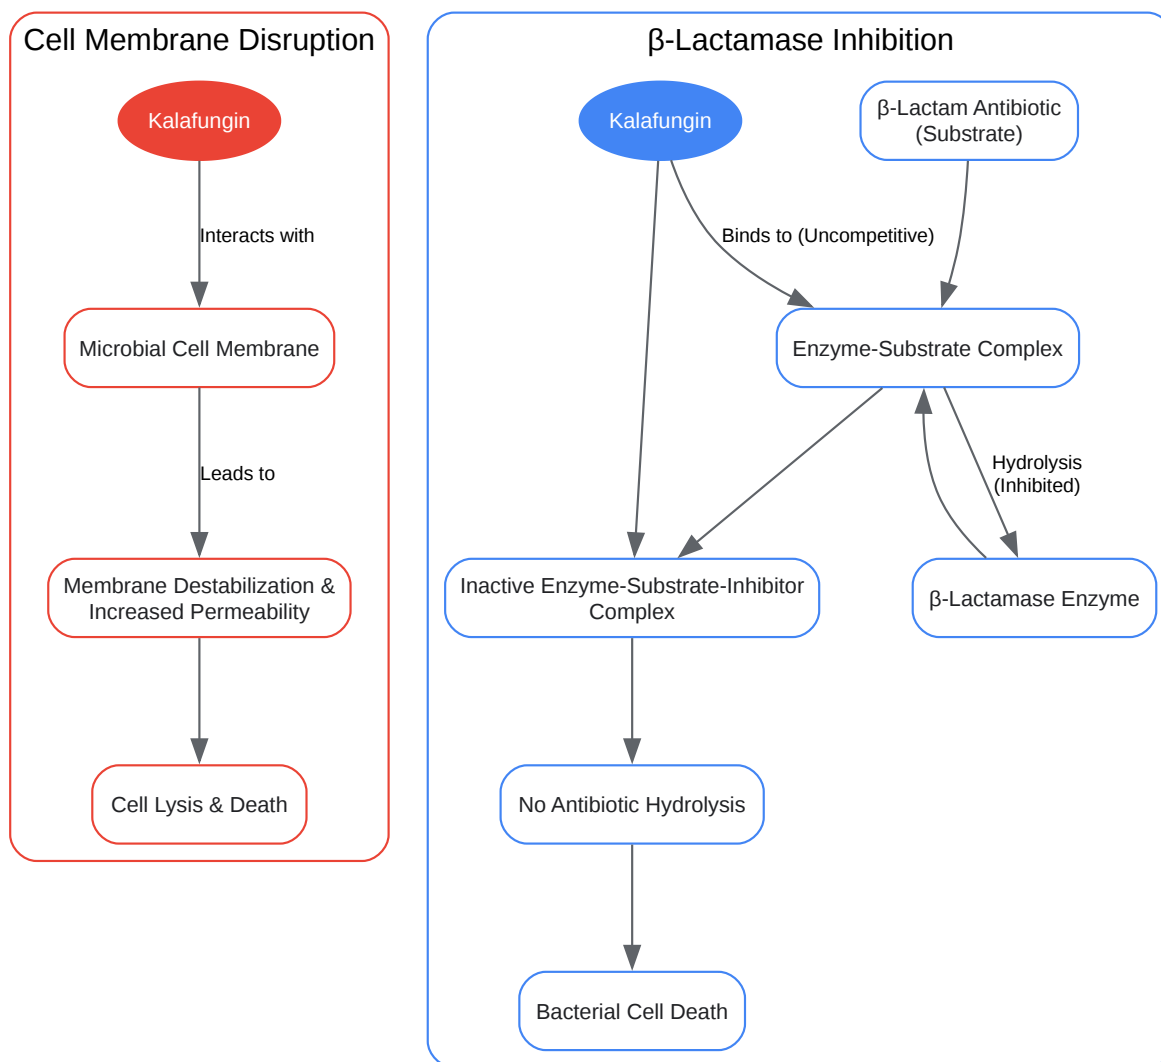 Cell Membrane Disruption
Kalafungin
Interacts with
Microbial Cell Membrane
Leads to
Membrane Destabilization &
Increased Permeability
Cell Lysis & Death
β-Lactamase Inhibition
Kalafungin
β-Lactam Antibiotic
(Substrate)
Binds to (Uncompetitive)
Enzyme-Substrate Complex
Hydrolysis
(Inhibited)
Inactive Enzyme-Substrate-Inhibitor
Complex
β-Lactamase Enzyme
No Antibiotic Hydrolysis
Bacterial Cell Death